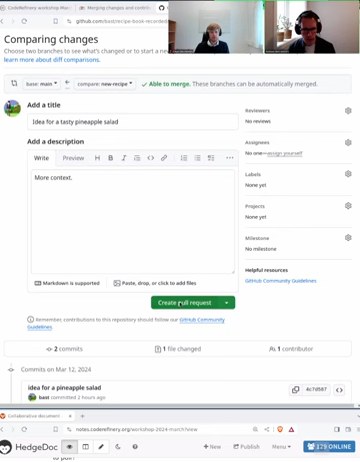 CodeRefinery workshop Mar
Merging changes and contri
github.com/bast/recipe-book-recorded
Comparing changes
Choose two branches to see what's changed or to start a new
learn more about diff comparisons.
base: main
compare: new-recipe
Able to merge. These branches can be automatically merged.
Add a title
Idea for a tasty pineapple salad
Add a description
Write
Preview
H B I
More context.
Markdown is supported
Paste, drop, or click to add files
Create pull request
Remember, contributions to this repository should follow our GitHub Community
Guidelines.
Reviewers
No reviews
Assignees
No one—assign yourself
Labels
None yet
Projects
None yet
Milestone
No milestone
Helpful resources
GitHub Community Guidelines
2 commits
1 file changed
1 contributor
Commits on Mar 12, 2024
idea for a pineapple salad
bast committed 2 hours ago
4c7d587
Collaborative document
notes.coderefinery.org/workshop-2024-march#view
HedgeDoc
New
Publish
Menu
ONLINE